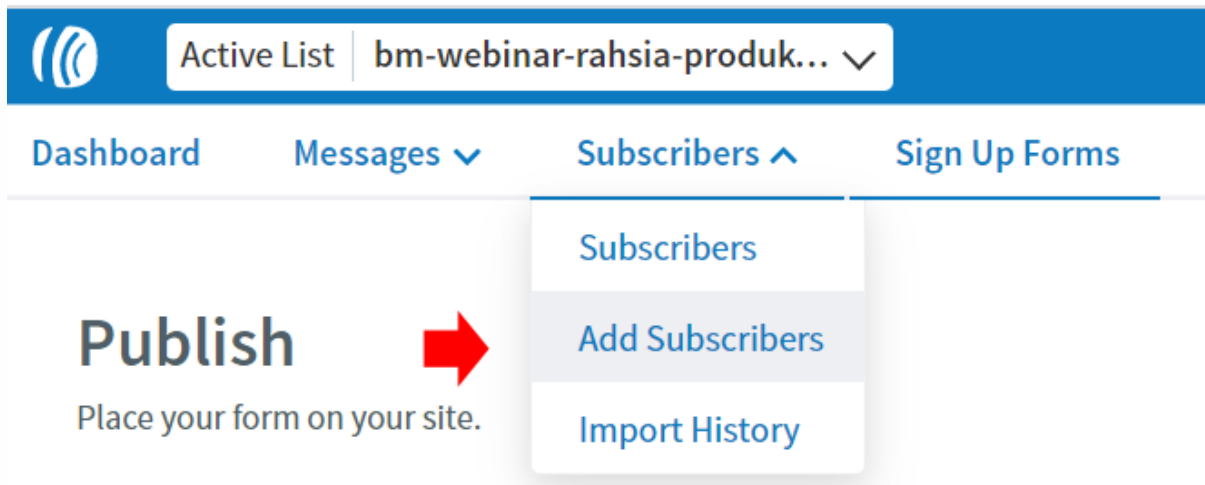 Active List bm-webinar-rahsia-produk...
Dashboard Messages Subscribers Sign Up Forms
Subscribers
Add Subscribers
Import History
Publish
Place your form on your site.